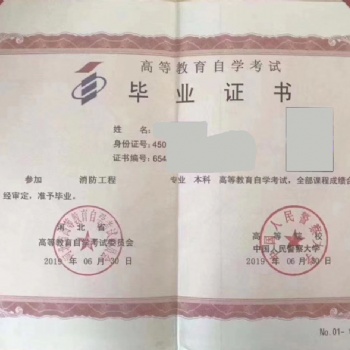 高等教育自学考试
毕业证书
姓 名：
身份证号：450
证书编号：654
参加 消防工程 专业 本科 高等教育自学考试，全部课程成绩合
经审定，准予毕业。
湖北省
高等教育自学考试委员会
2019 年 06 月 30 日
高等学校
中国人民警察大学
2019 年 06 月 30 日
No.01-